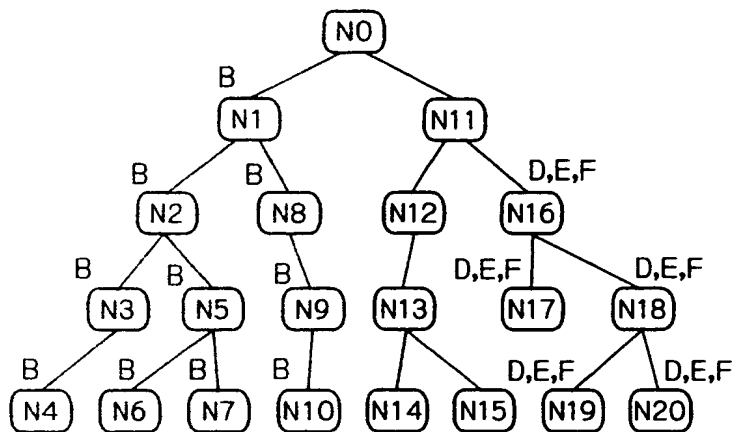 N0
B
N1 N11
B B D,E,F
N2 N8 N12 N16
B B B D,E,F D,E,F
N3 N5 N9 N13 N17 N18
B B B B D,E,F D,E,F
N4 N6 N7 N10 N14 N15 N19 N20